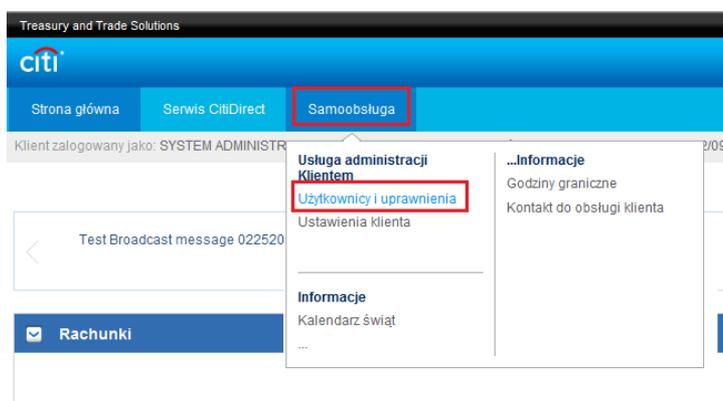 Treasury and Trade Solutions
citi
Strona główna Serwis CitiDirect Samoobsługa
Klient zalogowany jako: SYSTEM ADMINISTR
Usługa administracji
Klientem
Użytkownicy i uprawnienia
Ustawienia klienta
Informacje
Kalendarz świąt
...
...Informacje
Godziny graniczne
Kontakt do obsługi klienta
Test Broadcast message 022520
Rachunki